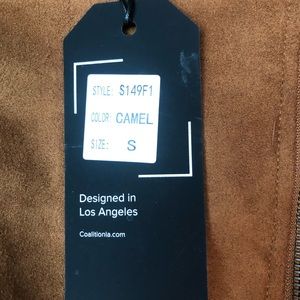 STYLE: S149F1
COLOR: CAMEL
SIZE: S
Designed in
Los Angeles
Coalitionla.com